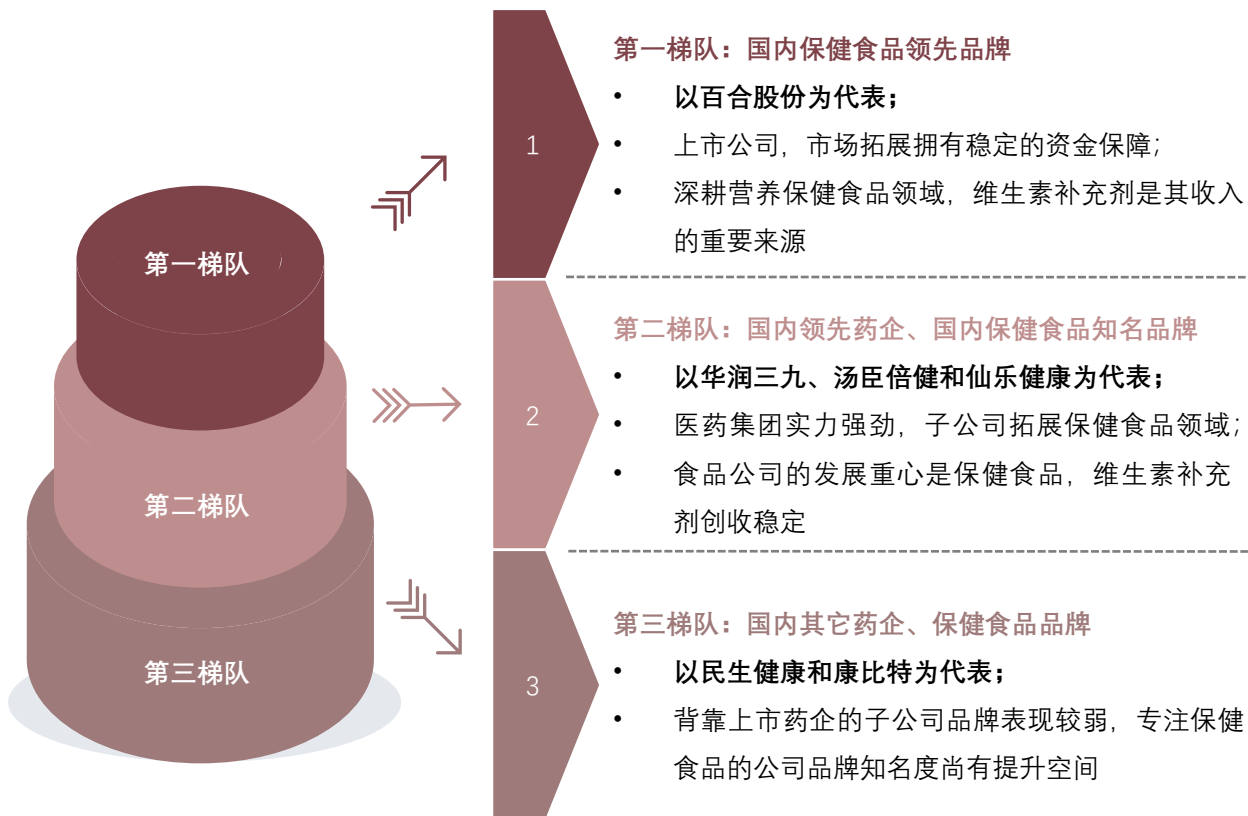 第一梯队
第二梯队
第三梯队
1
第一梯队：国内保健食品领先品牌
• 以百合股份为代表；
• 上市公司，市场拓展拥有稳定的资金保障；
• 深耕营养保健食品领域，维生素补充剂是其收入
的重要来源
2
第二梯队：国内领先药企、国内保健食品知名品牌
• 以华润三九、汤臣倍健和仙乐健康为代表；
• 医药集团实力强劲，子公司拓展保健食品领域；
• 食品公司的发展重心是保健食品，维生素补充
剂创收稳定
3
第三梯队：国内其它药企、保健食品品牌
• 以民生健康和康比特为代表；
• 背靠上市药企的子公司品牌表现较弱，专注保健
食品的公司品牌知名度尚有提升空间